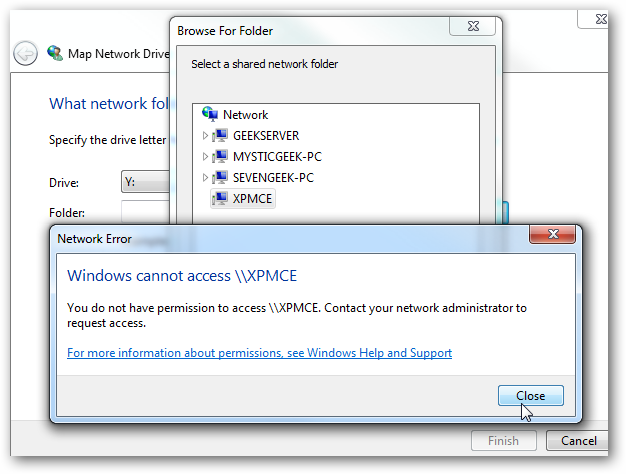 Map Network Drive
What network fol
Specify the drive letter
Drive:
Y:
Folder:
Browse For Folder
Select a shared network folder
Network
GEEKSERVER
MYSTICGEEK-PC
SEVENGEEK-PC
XPMCE
Network Error
Windows cannot access \\XPMCE
You do not have permission to access \\XPMCE. Contact your network administrator to
request access.
For more information about permissions, see Windows Help and Support
Close
Finish
Cancel